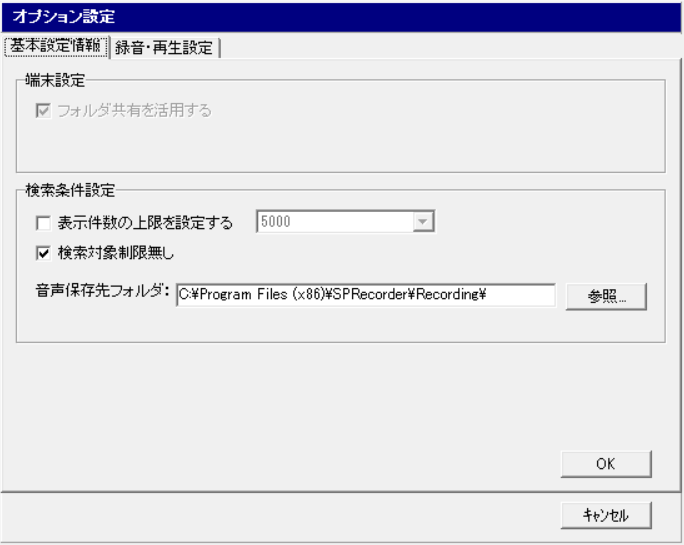 オプション設定
基本設定情報 録音・再生設定
端末設定
フォルダ共有を活用する
検索条件設定
表示件数の上限を設定する 5000
検索対象制限無し
音声保存先フォルダ: C:¥Program Files (x86)¥SPRecorder¥Recording¥ 参照...
OK
キャンセル